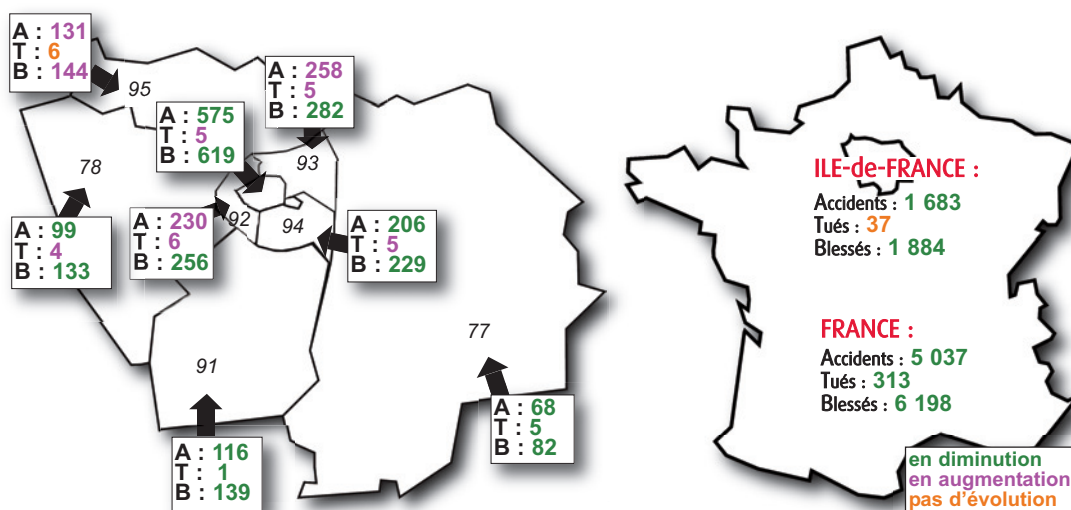 A : 131
T : 6
B : 144
95
A : 258
T : 5
B : 282
93
A : 575
T : 5
B : 619
78
A : 99
T : 4
B : 133
A : 230
T : 6
B : 256
92
94
A : 206
T : 5
B : 229
77
91
A : 116
T : 1
B : 139
A : 68
T : 5
B : 82
ILE-de-FRANCE :
Accidents : 1 683
Tués : 37
Blessés : 1 884
FRANCE :
Accidents : 5 037
Tués : 313
Blessés : 6 198
en diminution
en augmentation
pas d'évolution